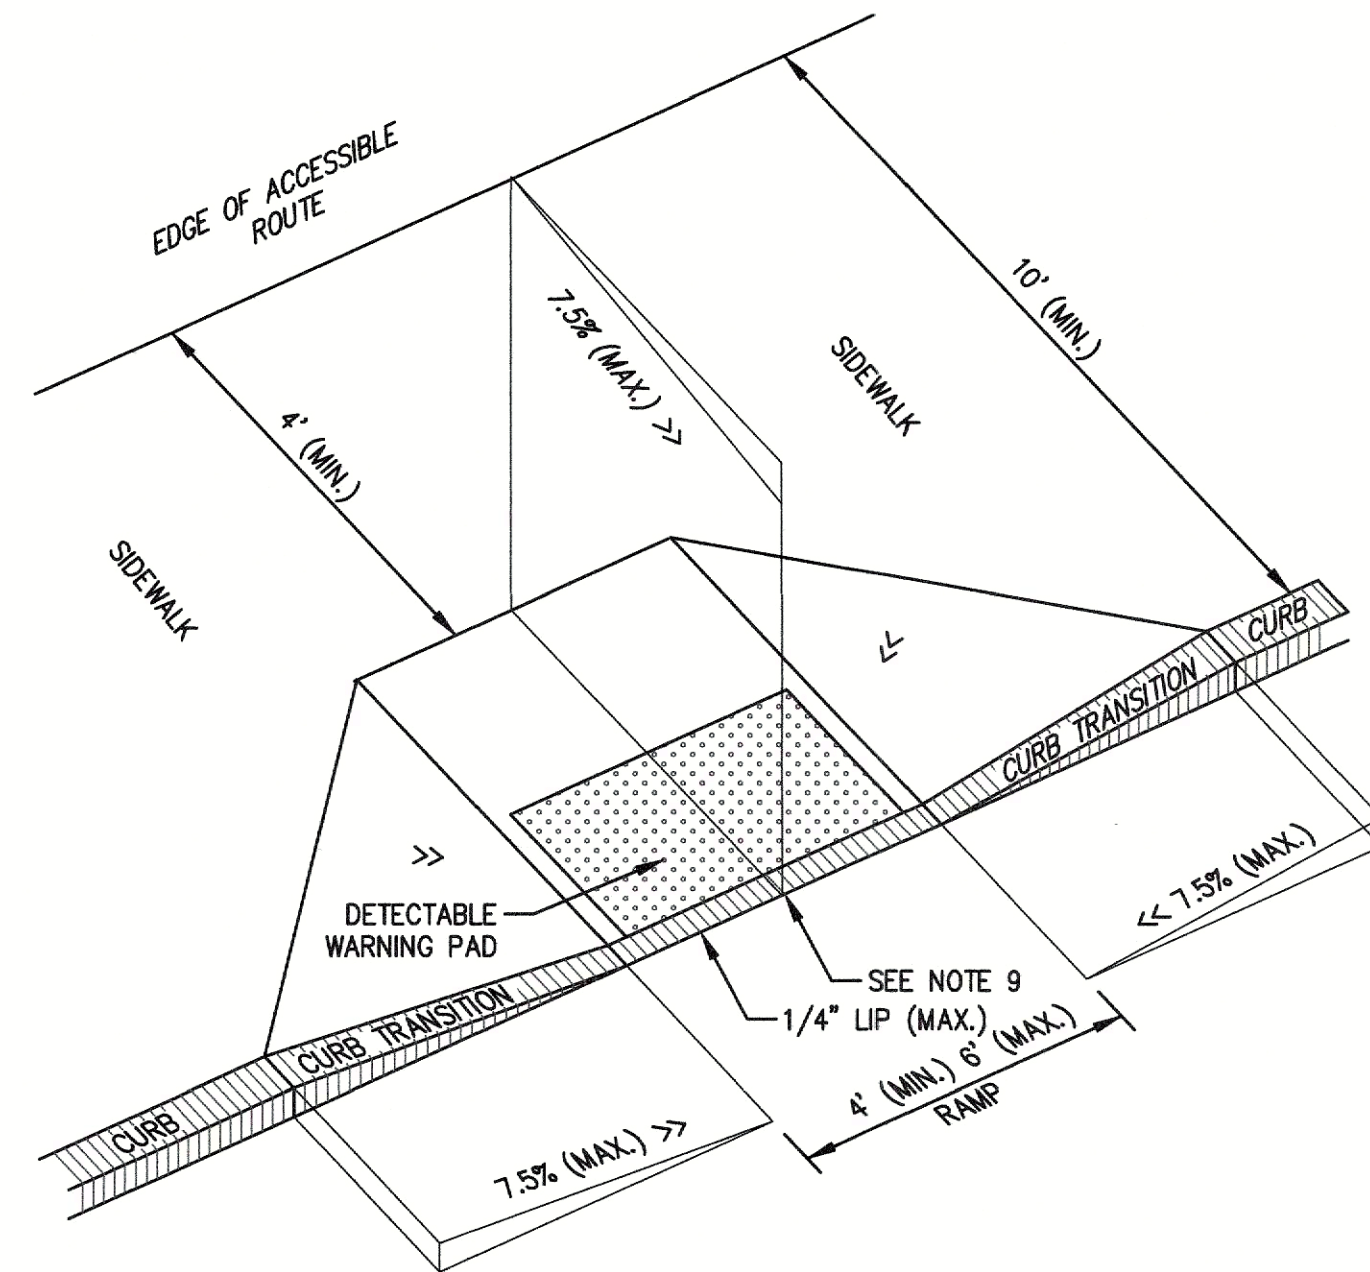 EDGE OF ACCESSIBLE
ROUTE
10' (MIN.)
7.5% (MAX.) >>
SIDEWALK
4' (MIN.)
SIDEWALK
<<
CURB
CURB TRANSITION
>>
DETECTABLE
WARNING PAD
<< 7.5% (MAX.)
SEE NOTE 9
1/4" LIP (MAX.)
4' (MIN.) 6' (MAX.)
RAMP
CURB TRANSITION
CURB
7.5% (MAX.) >>